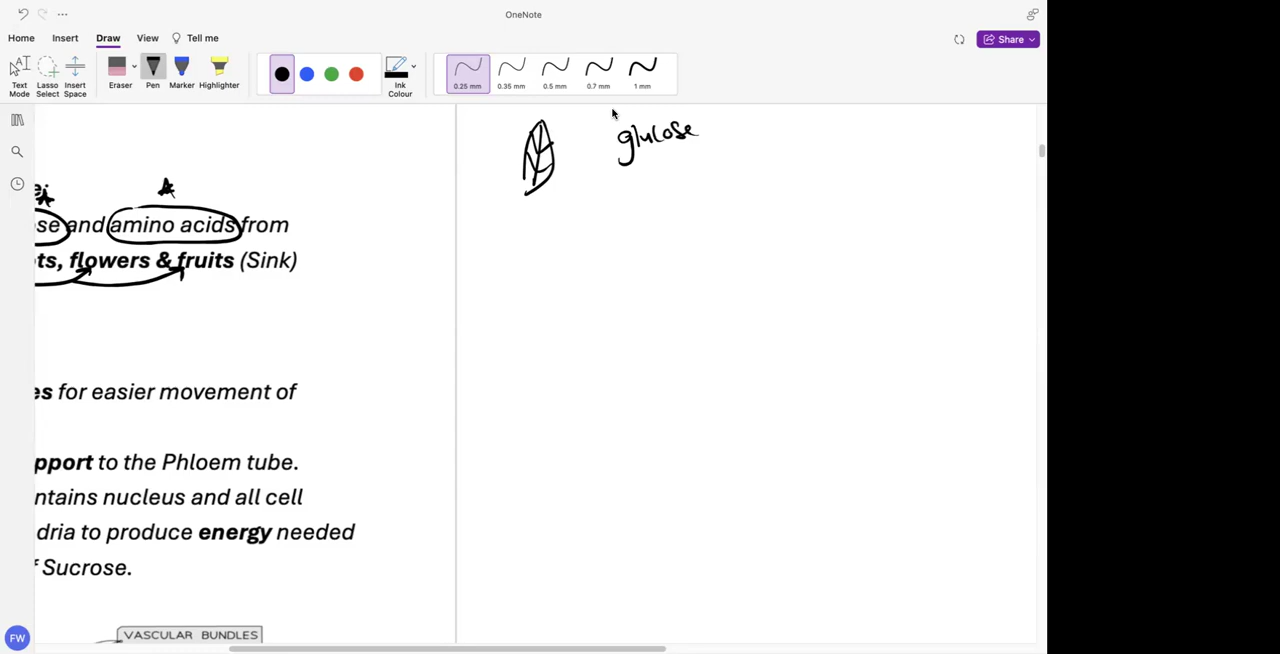 OneNote
Home Insert Draw View Tell me
Share
Text Mode
Lasso Select
Insert Space
Eraser
Pen
Marker
Highlighter
Ink Colour
0.25 mm
0.35 mm
0.5 mm
0.7 mm
1 mm
glucose
e:
se and amino acids from
ts, flowers & fruits (Sink)
es for easier movement of
pport to the Phloem tube.
ntains nucleus and all cell
dria to produce energy needed
f Sucrose.
VASCULAR BUNDLES
FW